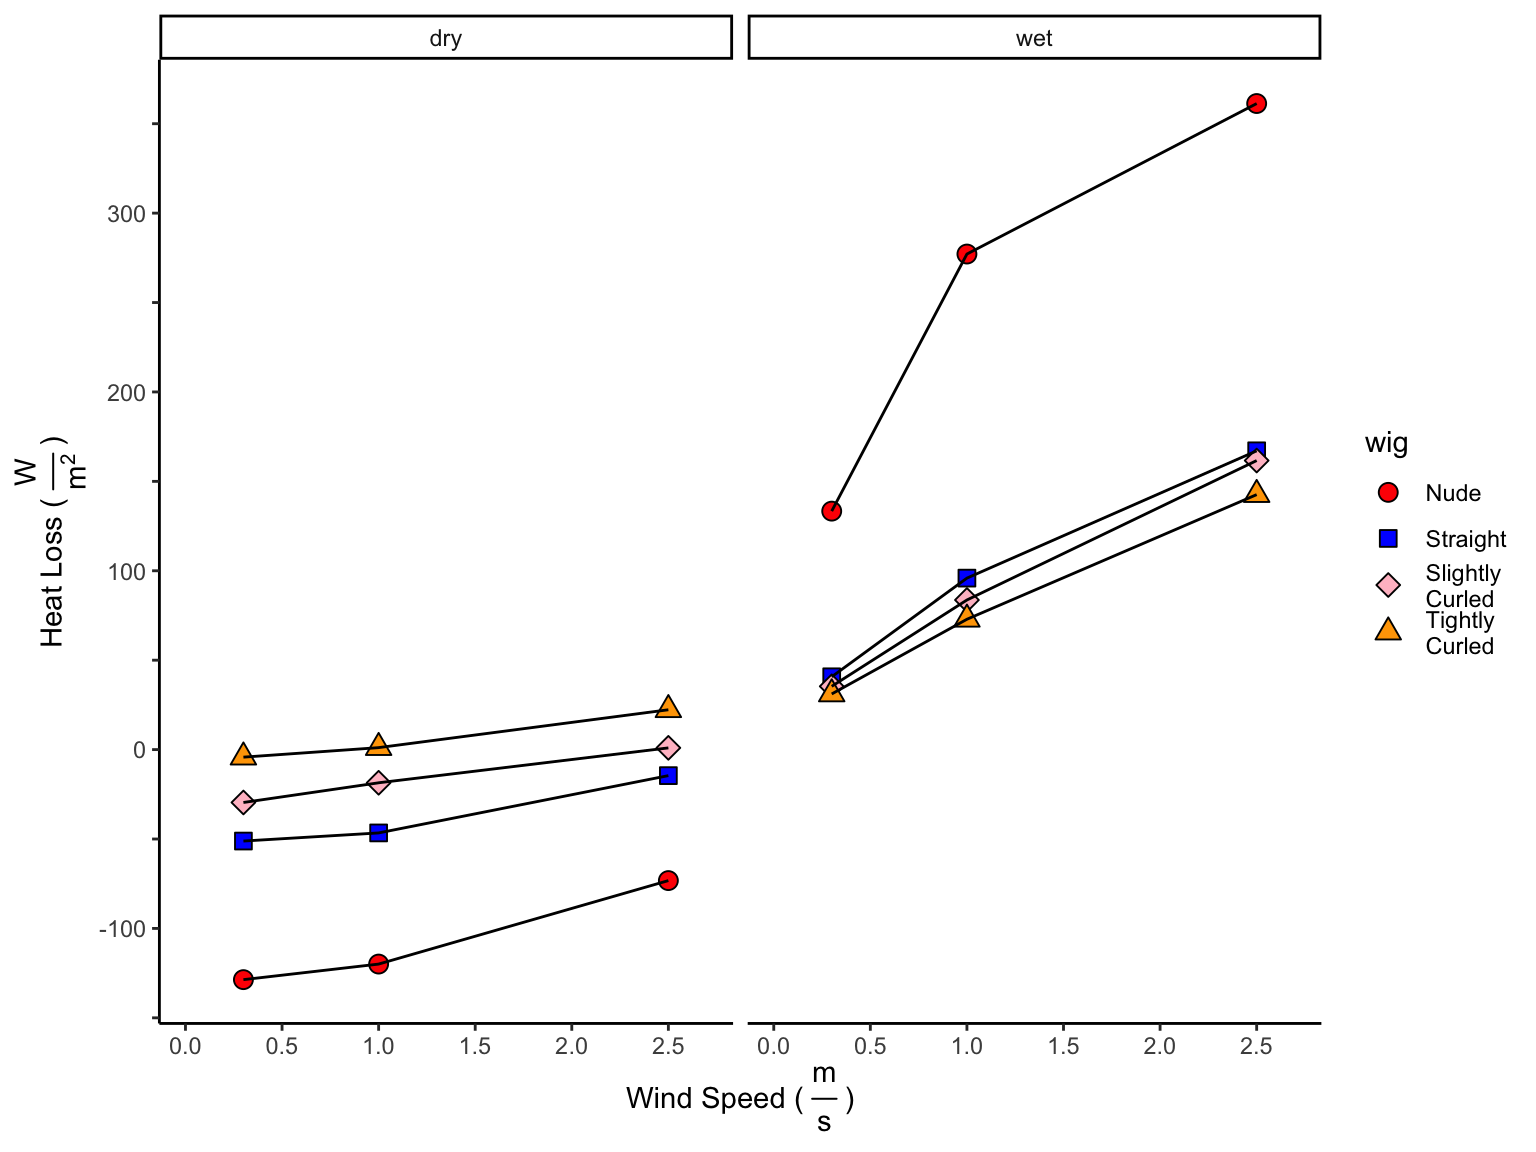 dry
wet
300
200
100
0
-100
Heat Loss ( W/m² )
0.0 0.5 1.0 1.5 2.0 2.5
0.0 0.5 1.0 1.5 2.0 2.5
Wind Speed ( m/s )
wig
Nude
Straight
Slightly
Curled
Tightly
Curled